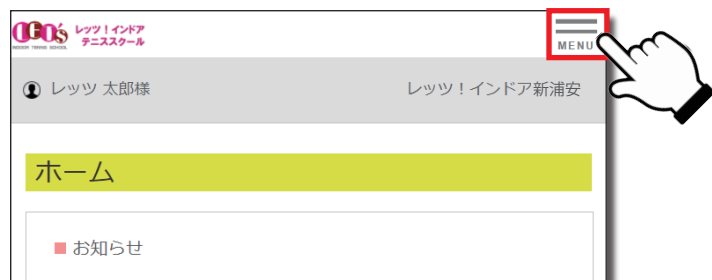 LET'S レッツ！インドア
テニススクール
INDOOR TENNIS SCHOOL
MENU
レッツ 太郎様
レッツ！インドア新浦安
ホーム
お知らせ